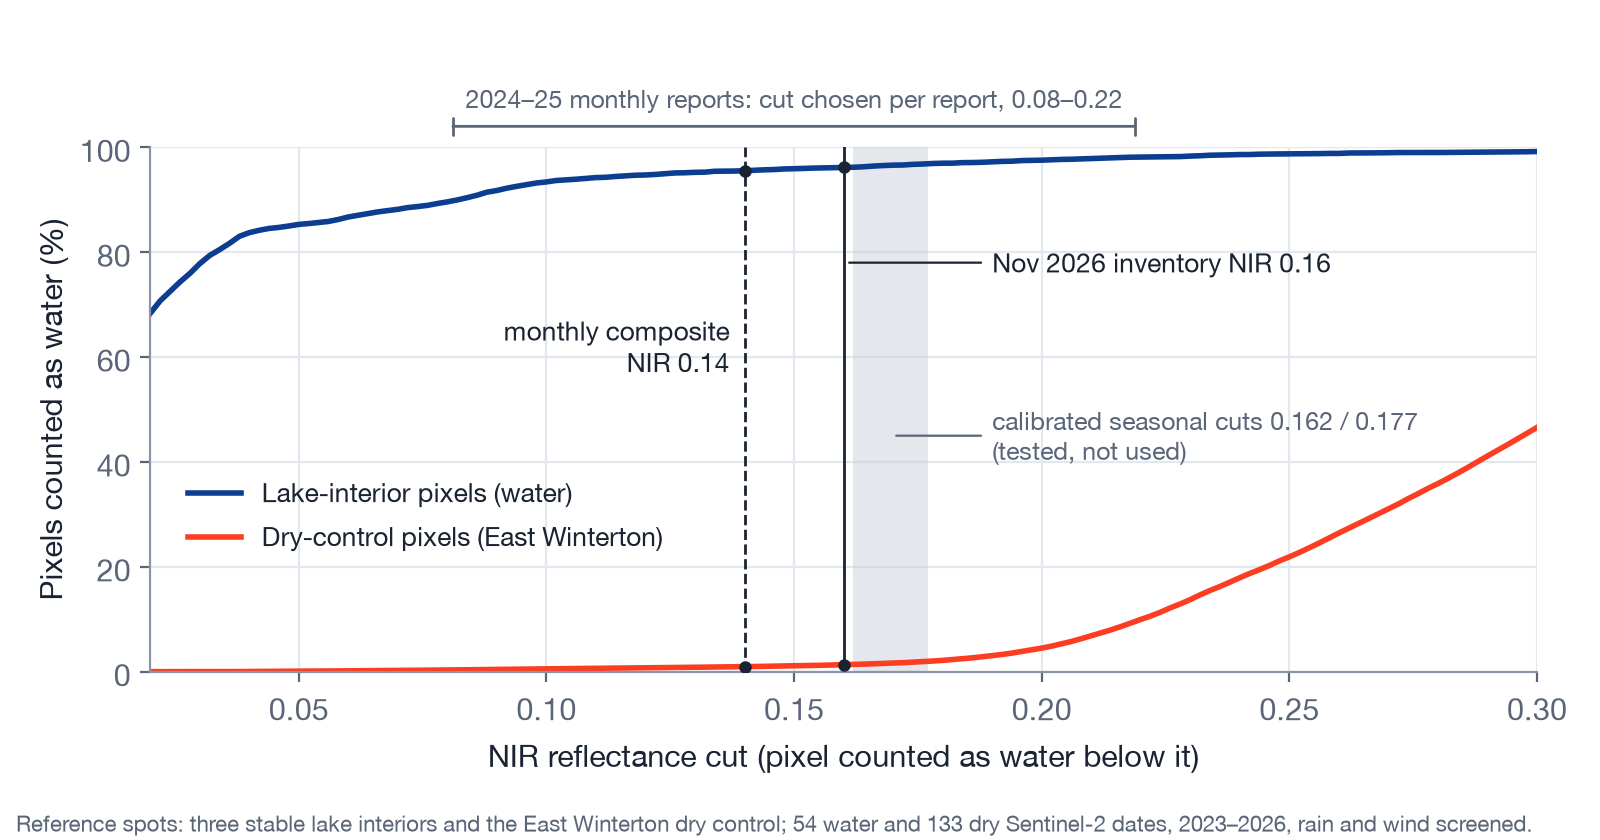 2024–25 monthly reports: cut chosen per report, 0.08–0.22
100
80
60
40
20
0
Pixels counted as water (%)
Nov 2026 inventory NIR 0.16
monthly composite
NIR 0.14
calibrated seasonal cuts 0.162 / 0.177
(tested, not used)
Lake-interior pixels (water)
Dry-control pixels (East Winterton)
0.05 0.10 0.15 0.20 0.25 0.30
NIR reflectance cut (pixel counted as water below it)
Reference spots: three stable lake interiors and the East Winterton dry control; 54 water and 133 dry Sentinel-2 dates, 2023–2026, rain and wind screened.